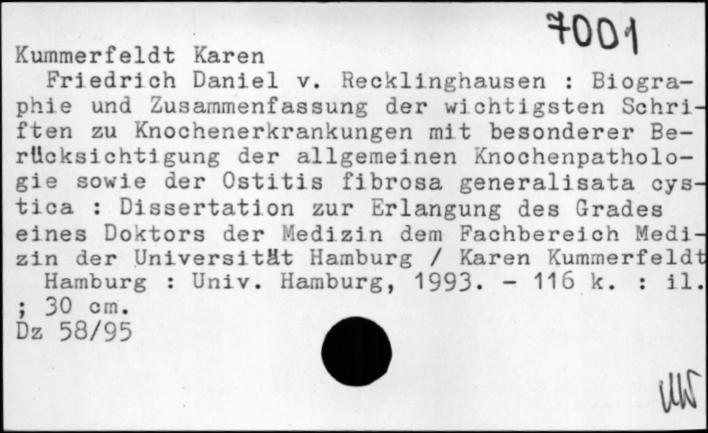 7001
Kummerfeldt Karen
Friedrich Daniel v. Recklinghausen : Biogra-
phie und Zusammenfassung der wichtigsten Schri-
ften zu Knochenerkrankungen mit besonderer Be-
rücksichtigung der allgemeinen Knochenpatholo-
gie sowie der Ostitis fibrosa generalisata cys-
tica : Dissertation zur Erlangung des Grades
eines Doktors der Medizin dem Fachbereich Medi-
zin der Universität Hamburg / Karen Kummerfeldt
Hamburg : Univ. Hamburg, 1993. - 116 k. : il.
; 30 cm.
Dz 58/95
UW